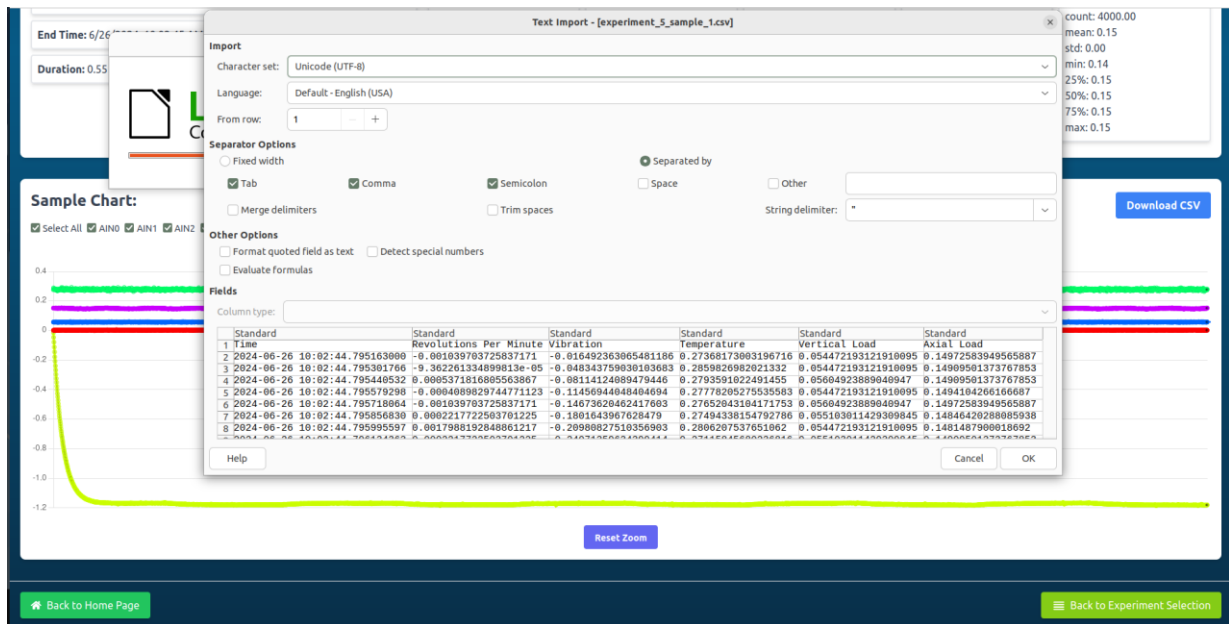 Text Import - [experiment_5_sample_1.csv]
Import
Character set: Unicode (UTF-8)
Language: Default - English (USA)
From row: 1
Separator Options
Fixed width Separated by
Tab Comma Semicolon Space Other
Merge delimiters Trim spaces String delimiter: "
Other Options
Format quoted field as text Detect special numbers
Evaluate formulas
Fields
Column type:
Standard Standard Standard Standard Standard Standard
1 Time Revolutions Per Minute Vibration Temperature Vertical Load Axial Load
2 2024-06-26 10:02:44.795163000 -0.001039703725837171 -0.016492363065481186 0.27368173003196716 0.054472193121910095 0.14972583949565887
3 2024-06-26 10:02:44.795301766 -9.362261334899813e-05 -0.048343759030103683 0.2859826982021332 0.054472193121910095 0.14909501373767853
4 2024-06-26 10:02:44.795440532 0.0005371816805563867 -0.08114124089479446 0.2793591022491455 0.05604923889040947 0.14909501373767853
5 2024-06-26 10:02:44.795579298 -0.0004089829744771123 -0.11456944048404694 0.27778205275535583 0.054472193121910095 0.1494104266166687
6 2024-06-26 10:02:44.795718064 -0.001039703725837171 -0.14673620462417603 0.27652043104171753 0.05604923889040947 0.14972583949565887
7 2024-06-26 10:02:44.795856830 0.0002217722503701225 -0.1801643967628479 0.27494338154792786 0.055103011429309845 0.14846420288085938
8 2024-06-26 10:02:44.795995597 0.0017988192848861217 -0.20980827510356903 0.2806207537651062 0.054472193121910095 0.1481487900018692
Help Cancel OK
End Time: 6/26
Duration: 0.55
L
Co
count: 4000.00
mean: 0.15
std: 0.00
min: 0.14
25%: 0.15
50%: 0.15
75%: 0.15
max: 0.15
Sample Chart:
Download CSV
Select All AIN0 AIN1 AIN2
0.4
0.2
0
-0.2
-0.4
-0.6
-0.8
-1.0
-1.2
Reset Zoom
Back to Home Page
Back to Experiment Selection